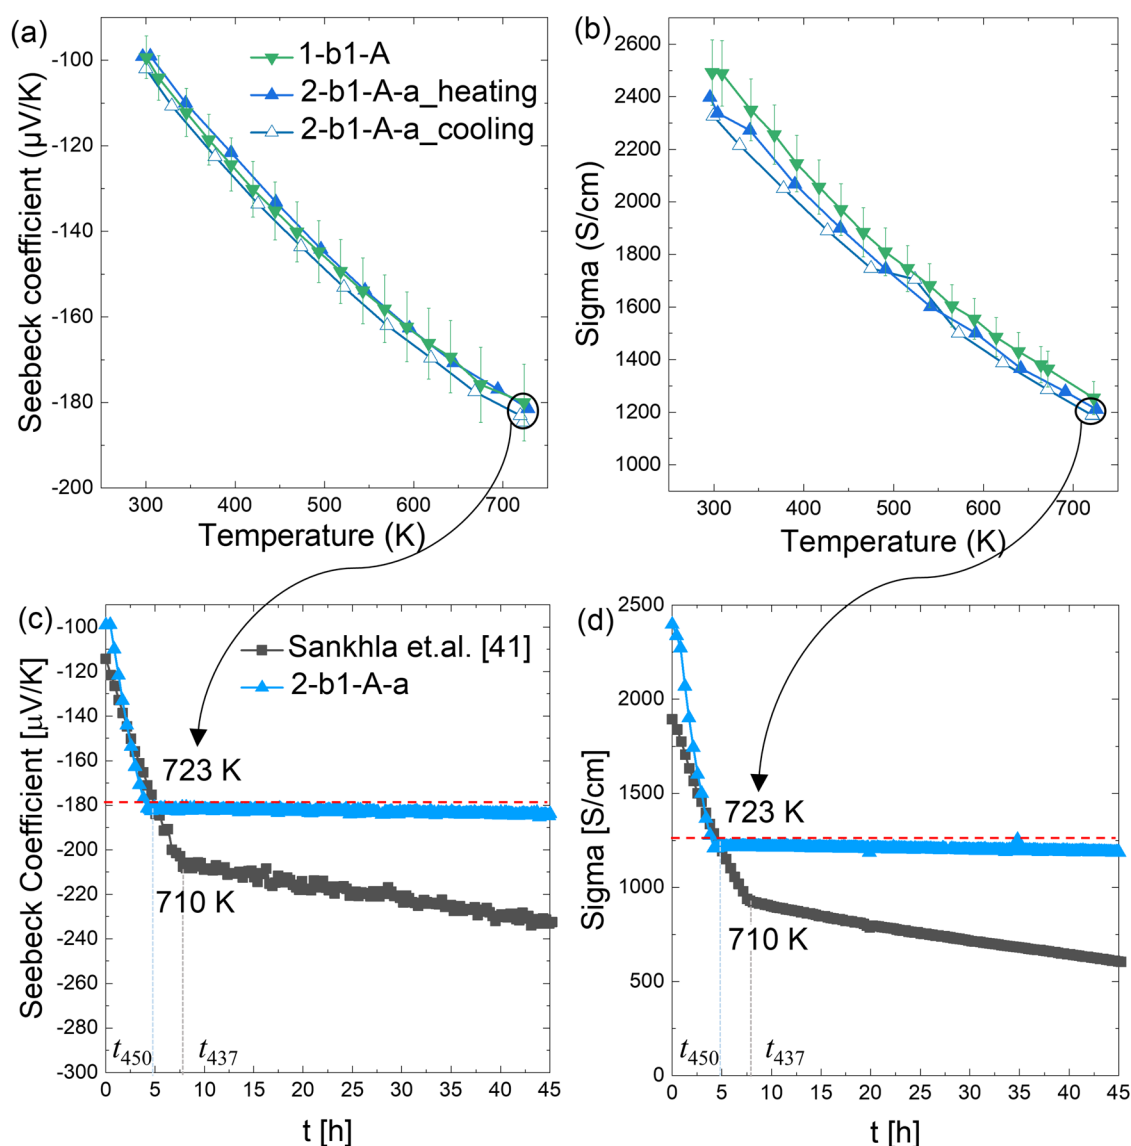 (a)
1-b1-A
2-b1-A-a_heating
2-b1-A-a_cooling
Seebeck coefficient (μV/K)
-100
-120
-140
-160
-180
-200
300
400
500
600
700
Temperature (K)
(b)
Sigma (S/cm)
2600
2400
2200
2000
1800
1600
1400
1200
1000
300
400
500
600
700
Temperature (K)
(c)
Sankhla et.al. [41]
2-b1-A-a
Seebeck Coefficient [μV/K]
-100
-120
-140
-160
-180
-200
-220
-240
-260
-280
-300
723 K
710 K
t450
t437
0
5
10
15
20
25
30
35
40
45
t [h]
(d)
Sigma [S/cm]
2500
2000
1500
1000
500
0
723 K
710 K
t450
t437
0
5
10
15
20
25
30
35
40
45
t [h]